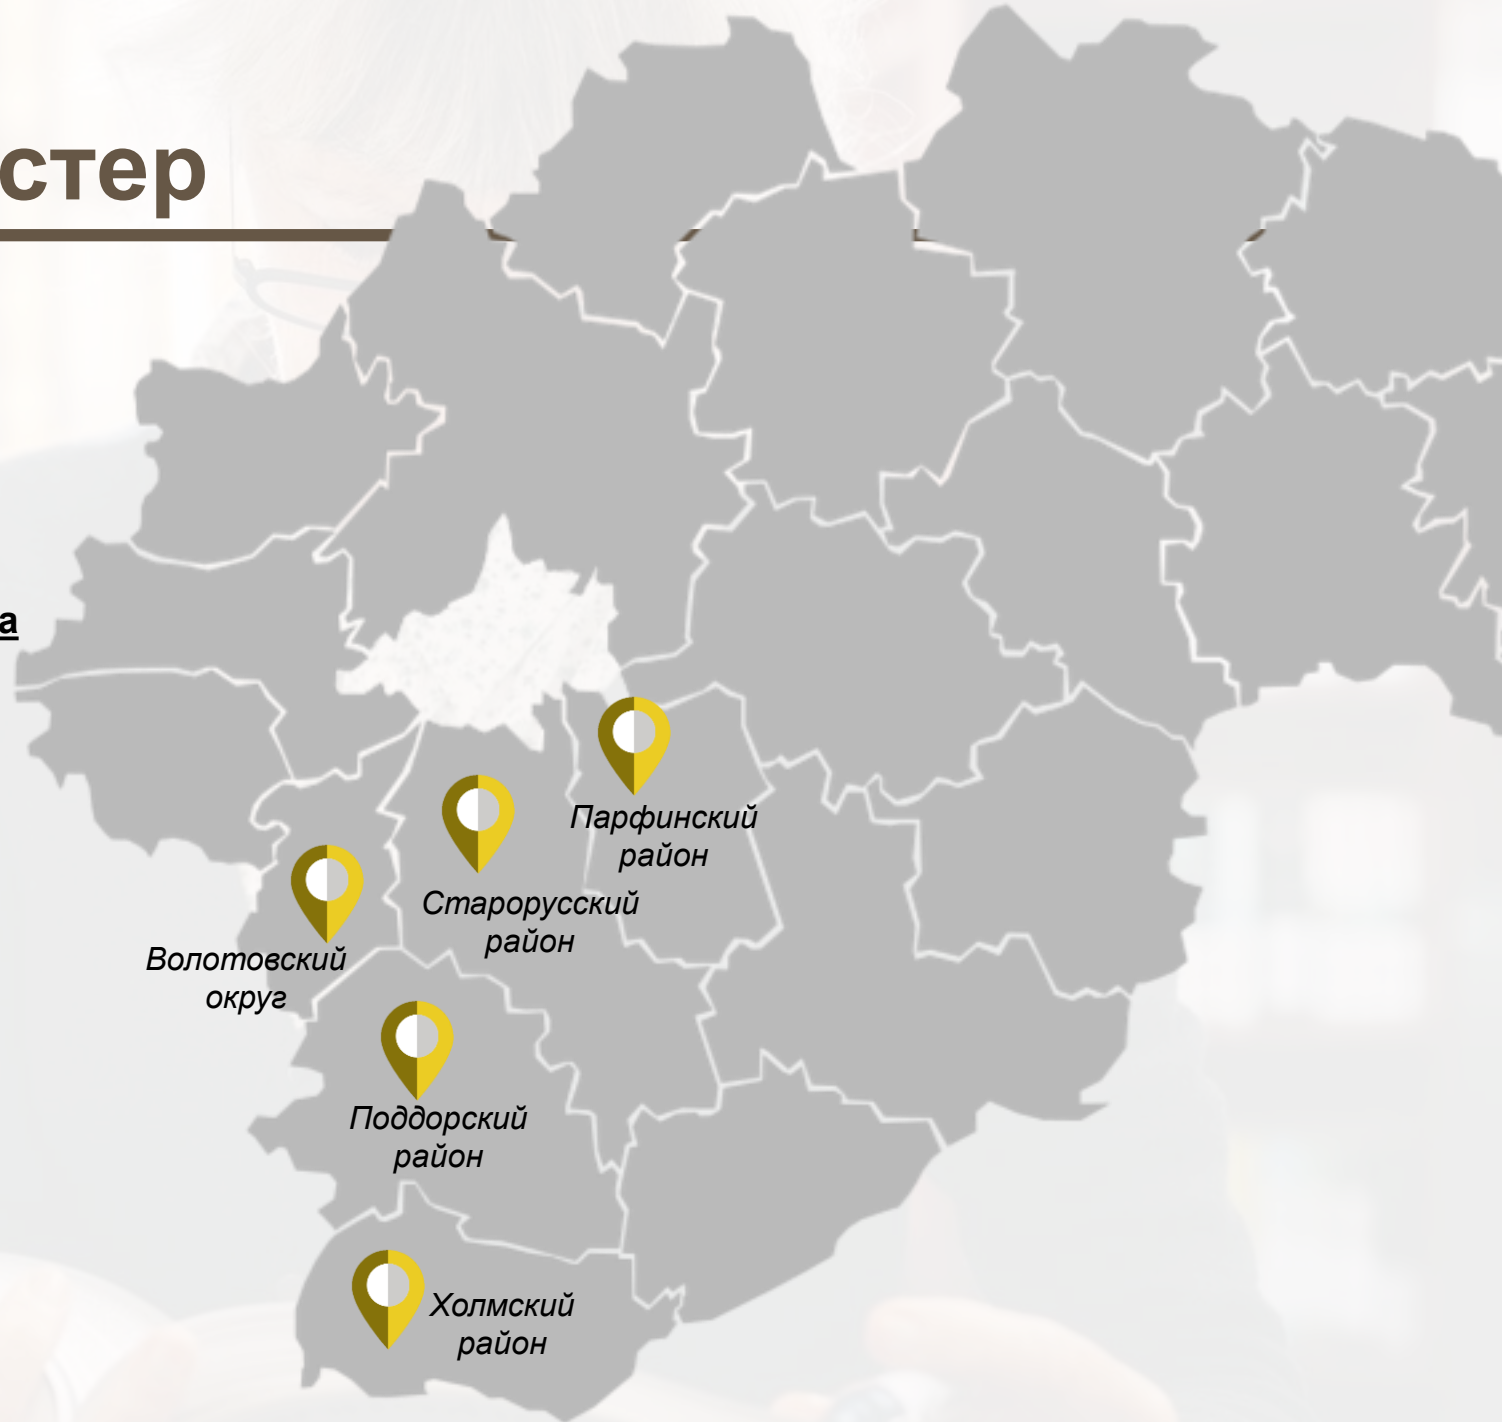 стер
а
Парфинский
район
Старорусский
район
Волотовский
округ
Поддорский
район
Холмский
район